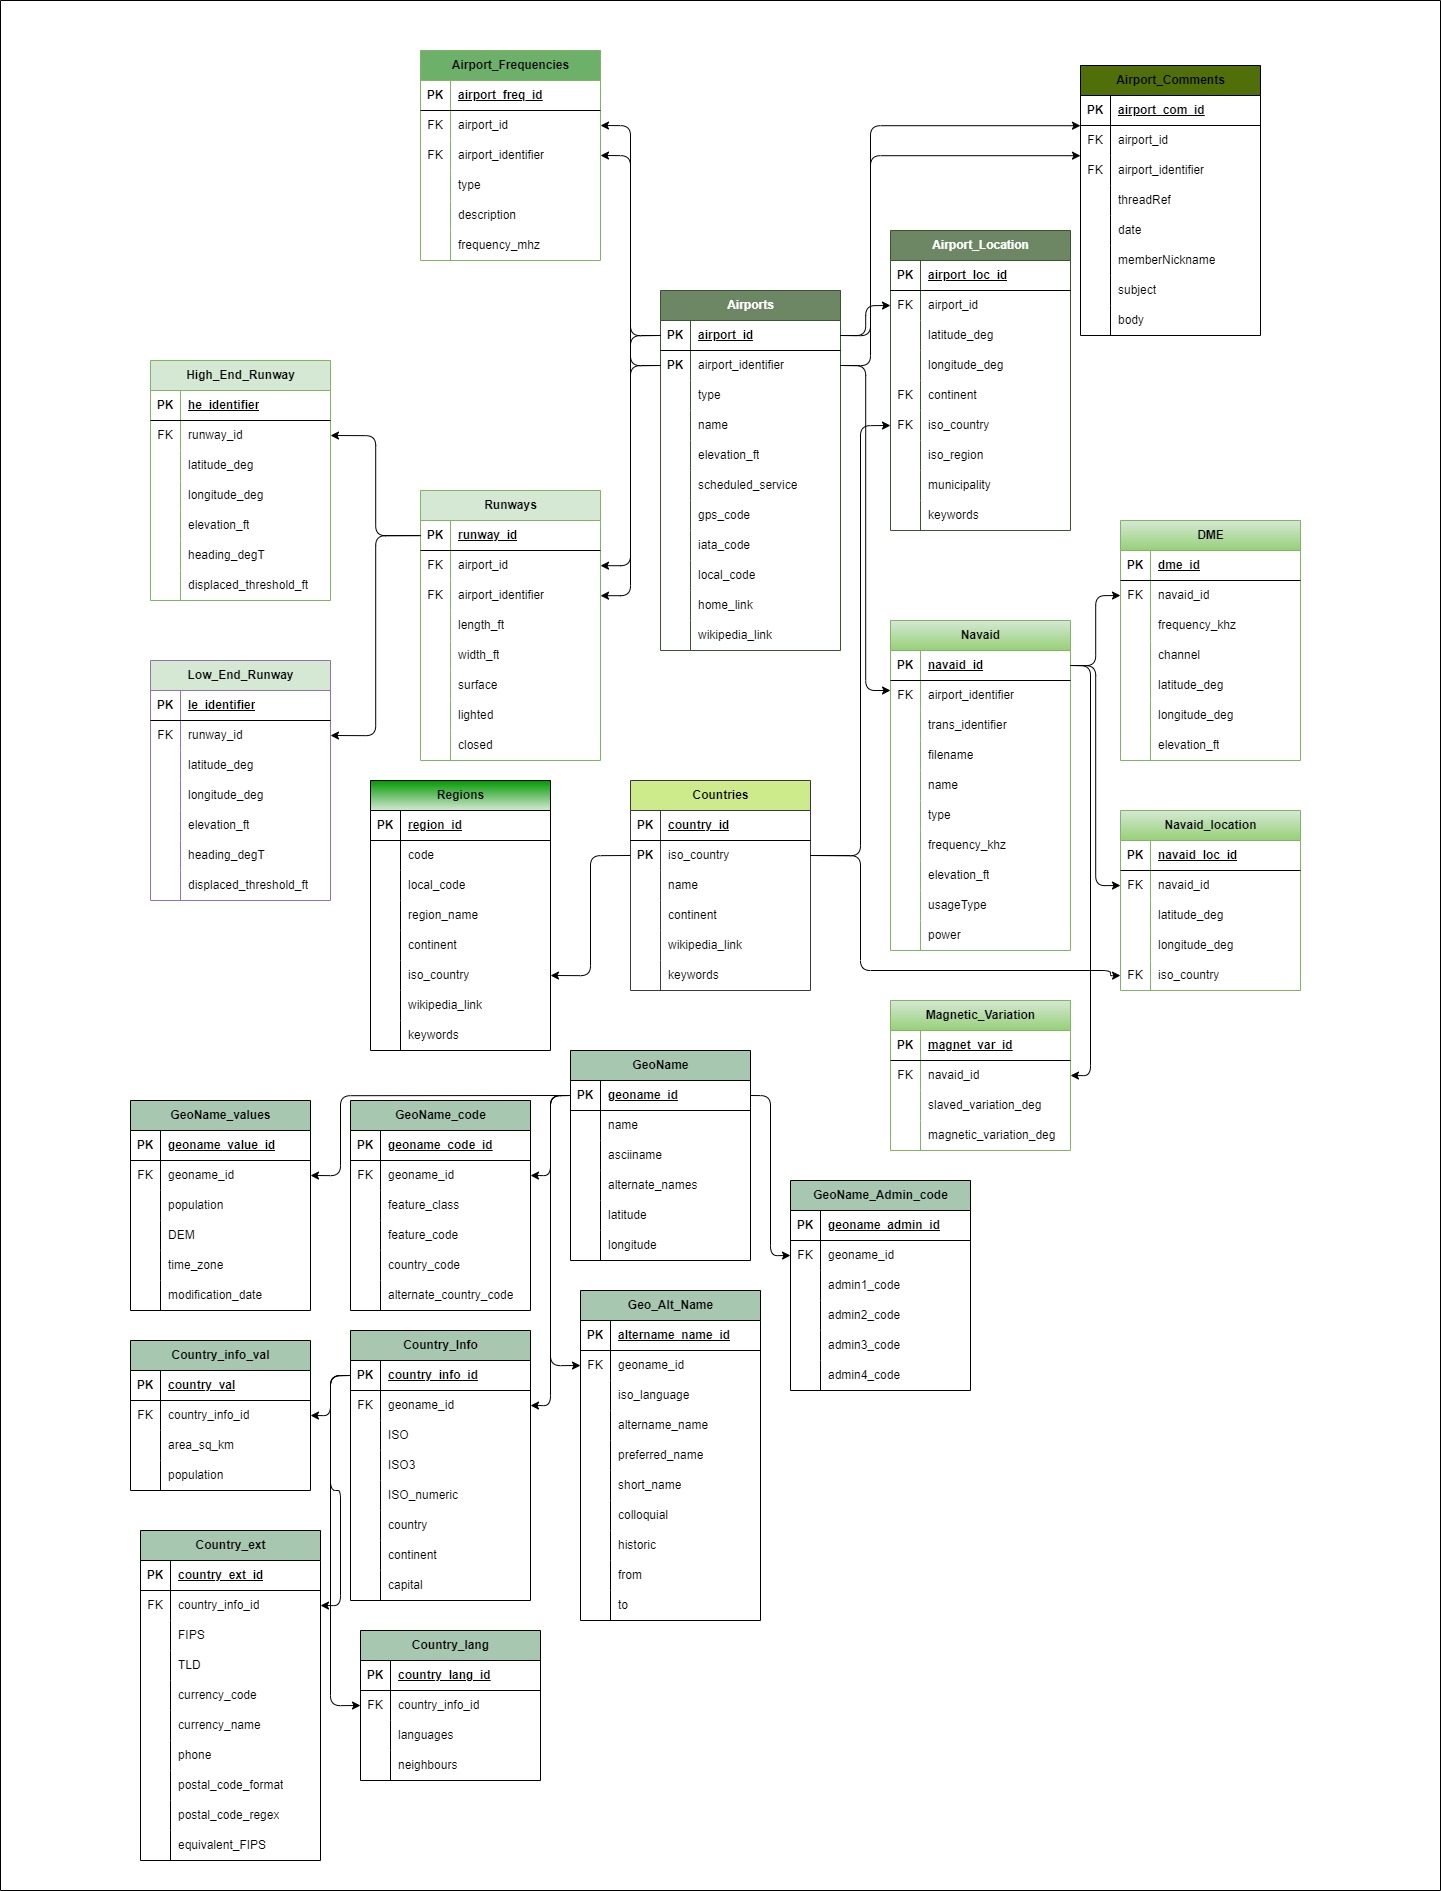 Airport_Frequencies
PK airport_freq_id
FK airport_id
FK airport_identifier
type
description
frequency_mhz
Airport_Comments
PK airport_com_id
FK airport_id
FK airport_identifier
threadRef
date
memberNickname
subject
body
Airport_Location
PK airport_loc_id
FK airport_id
latitude_deg
longitude_deg
FK continent
FK iso_country
iso_region
municipality
keywords
Airports
PK airport_id
PK airport_identifier
type
name
elevation_ft
scheduled_service
gps_code
iata_code
local_code
home_link
wikipedia_link
High_End_Runway
PK he_identifier
FK runway_id
latitude_deg
longitude_deg
elevation_ft
heading_degT
displaced_threshold_ft
Runways
PK runway_id
FK airport_id
FK airport_identifier
length_ft
width_ft
surface
lighted
closed
DME
PK dme_id
FK navaid_id
frequency_khz
channel
latitude_deg
longitude_deg
elevation_ft
Navaid
PK navaid_id
FK airport_identifier
trans_identifier
filename
name
type
frequency_khz
elevation_ft
usageType
power
Low_End_Runway
PK le_identifier
FK runway_id
latitude_deg
longitude_deg
elevation_ft
heading_degT
displaced_threshold_ft
Regions
PK region_id
code
local_code
region_name
continent
iso_country
wikipedia_link
keywords
Countries
PK country_id
PK iso_country
name
continent
wikipedia_link
keywords
Navaid_location
PK navaid_loc_id
FK navaid_id
latitude_deg
longitude_deg
FK iso_country
Magnetic_Variation
PK magnet_var_id
FK navaid_id
slaved_variation_deg
magnetic_variation_deg
GeoName
PK geoname_id
name
asciiname
alternate_names
latitude
longitude
GeoName_values
PK geoname_value_id
FK geoname_id
population
DEM
time_zone
modification_date
GeoName_code
PK geoname_code_id
FK geoname_id
feature_class
feature_code
country_code
alternate_country_code
GeoName_Admin_code
PK geoname_admin_id
FK geoname_id
admin1_code
admin2_code
admin3_code
admin4_code
Geo_Alt_Name
PK altername_name_id
FK geoname_id
iso_language
altername_name
preferred_name
short_name
colloquial
historic
from
to
Country_info_val
PK country_val
FK country_info_id
area_sq_km
population
Country_Info
PK country_info_id
FK geoname_id
ISO
ISO3
ISO_numeric
country
continent
capital
Country_ext
PK country_ext_id
FK country_info_id
FIPS
TLD
currency_code
currency_name
phone
postal_code_format
postal_code_regex
equivalent_FIPS
Country_lang
PK country_lang_id
FK country_info_id
languages
neighbours